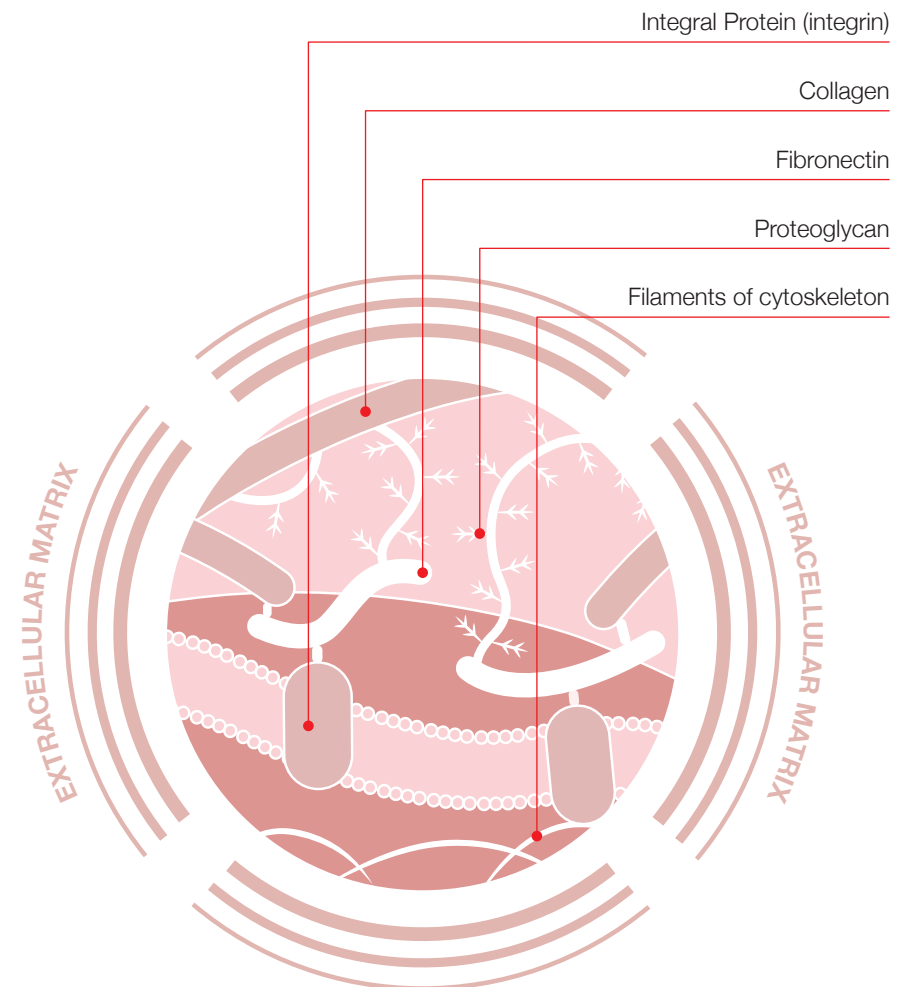 Integral Protein (integrin)
Collagen
Fibronectin
Proteoglycan
Filaments of cytoskeleton
EXTRACELLULAR MATRIX
EXTRACELLULAR MATRIX